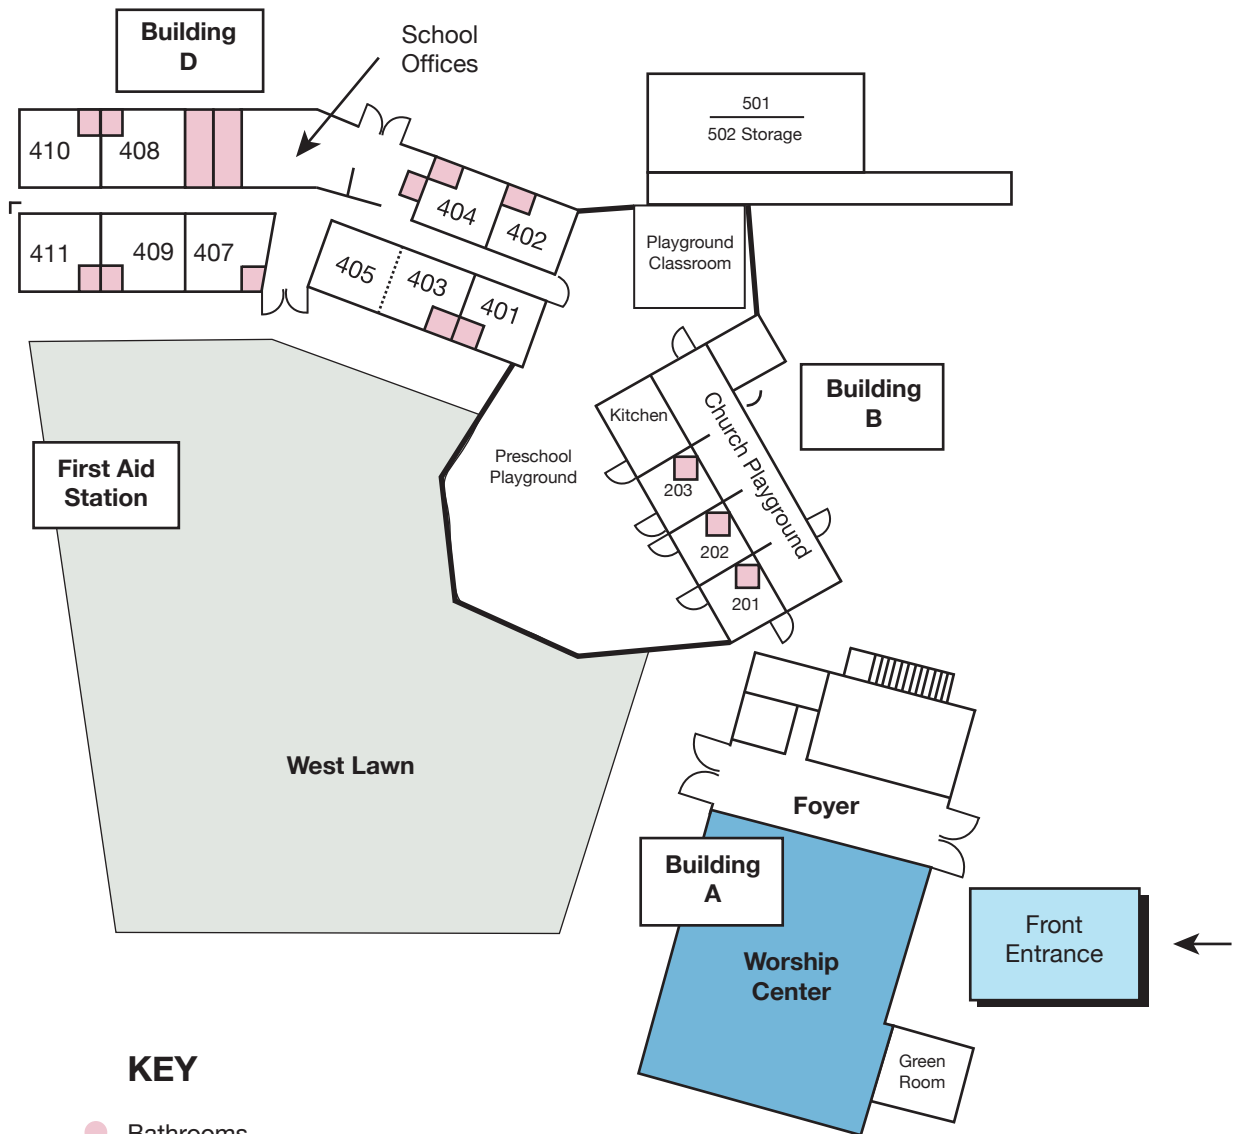 Building
D
School
Offices
501
502 Storage
410
408
404
402
Playground
Classroom
411
409
407
405
403
401
Building
B
Kitchen
Church Playground
First Aid
Station
Preschool
Playground
203
202
201
West Lawn
Foyer
Building
A
Front
Entrance
Worship
Center
Green
Room
KEY
Bathrooms